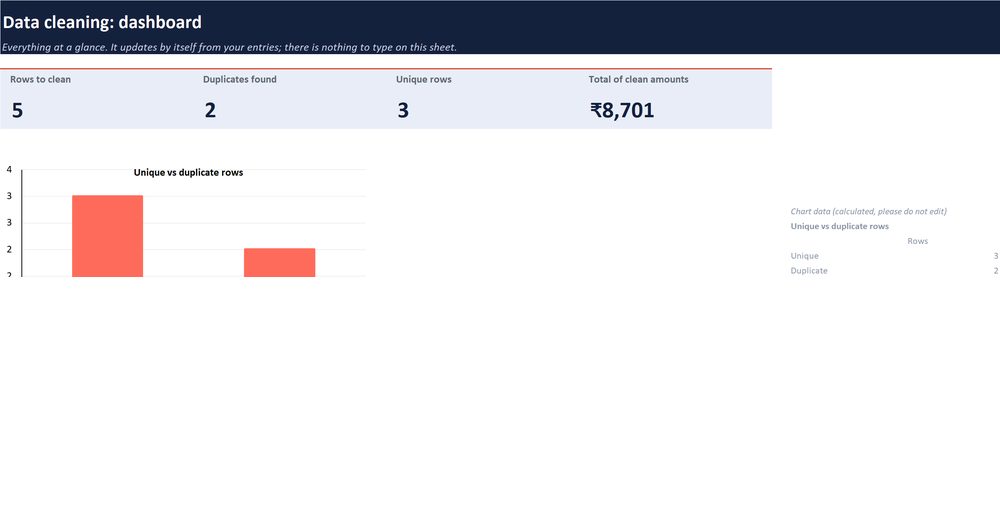 Data cleaning: dashboard
Everything at a glance. It updates by itself from your entries; there is nothing to type on this sheet.
Rows to clean
Duplicates found
Unique rows
Total of clean amounts
5
2
3
₹8,701
Unique vs duplicate rows
4
3
3
2
2
Chart data (calculated, please do not edit)
Unique vs duplicate rows
Rows
Unique 3
Duplicate 2